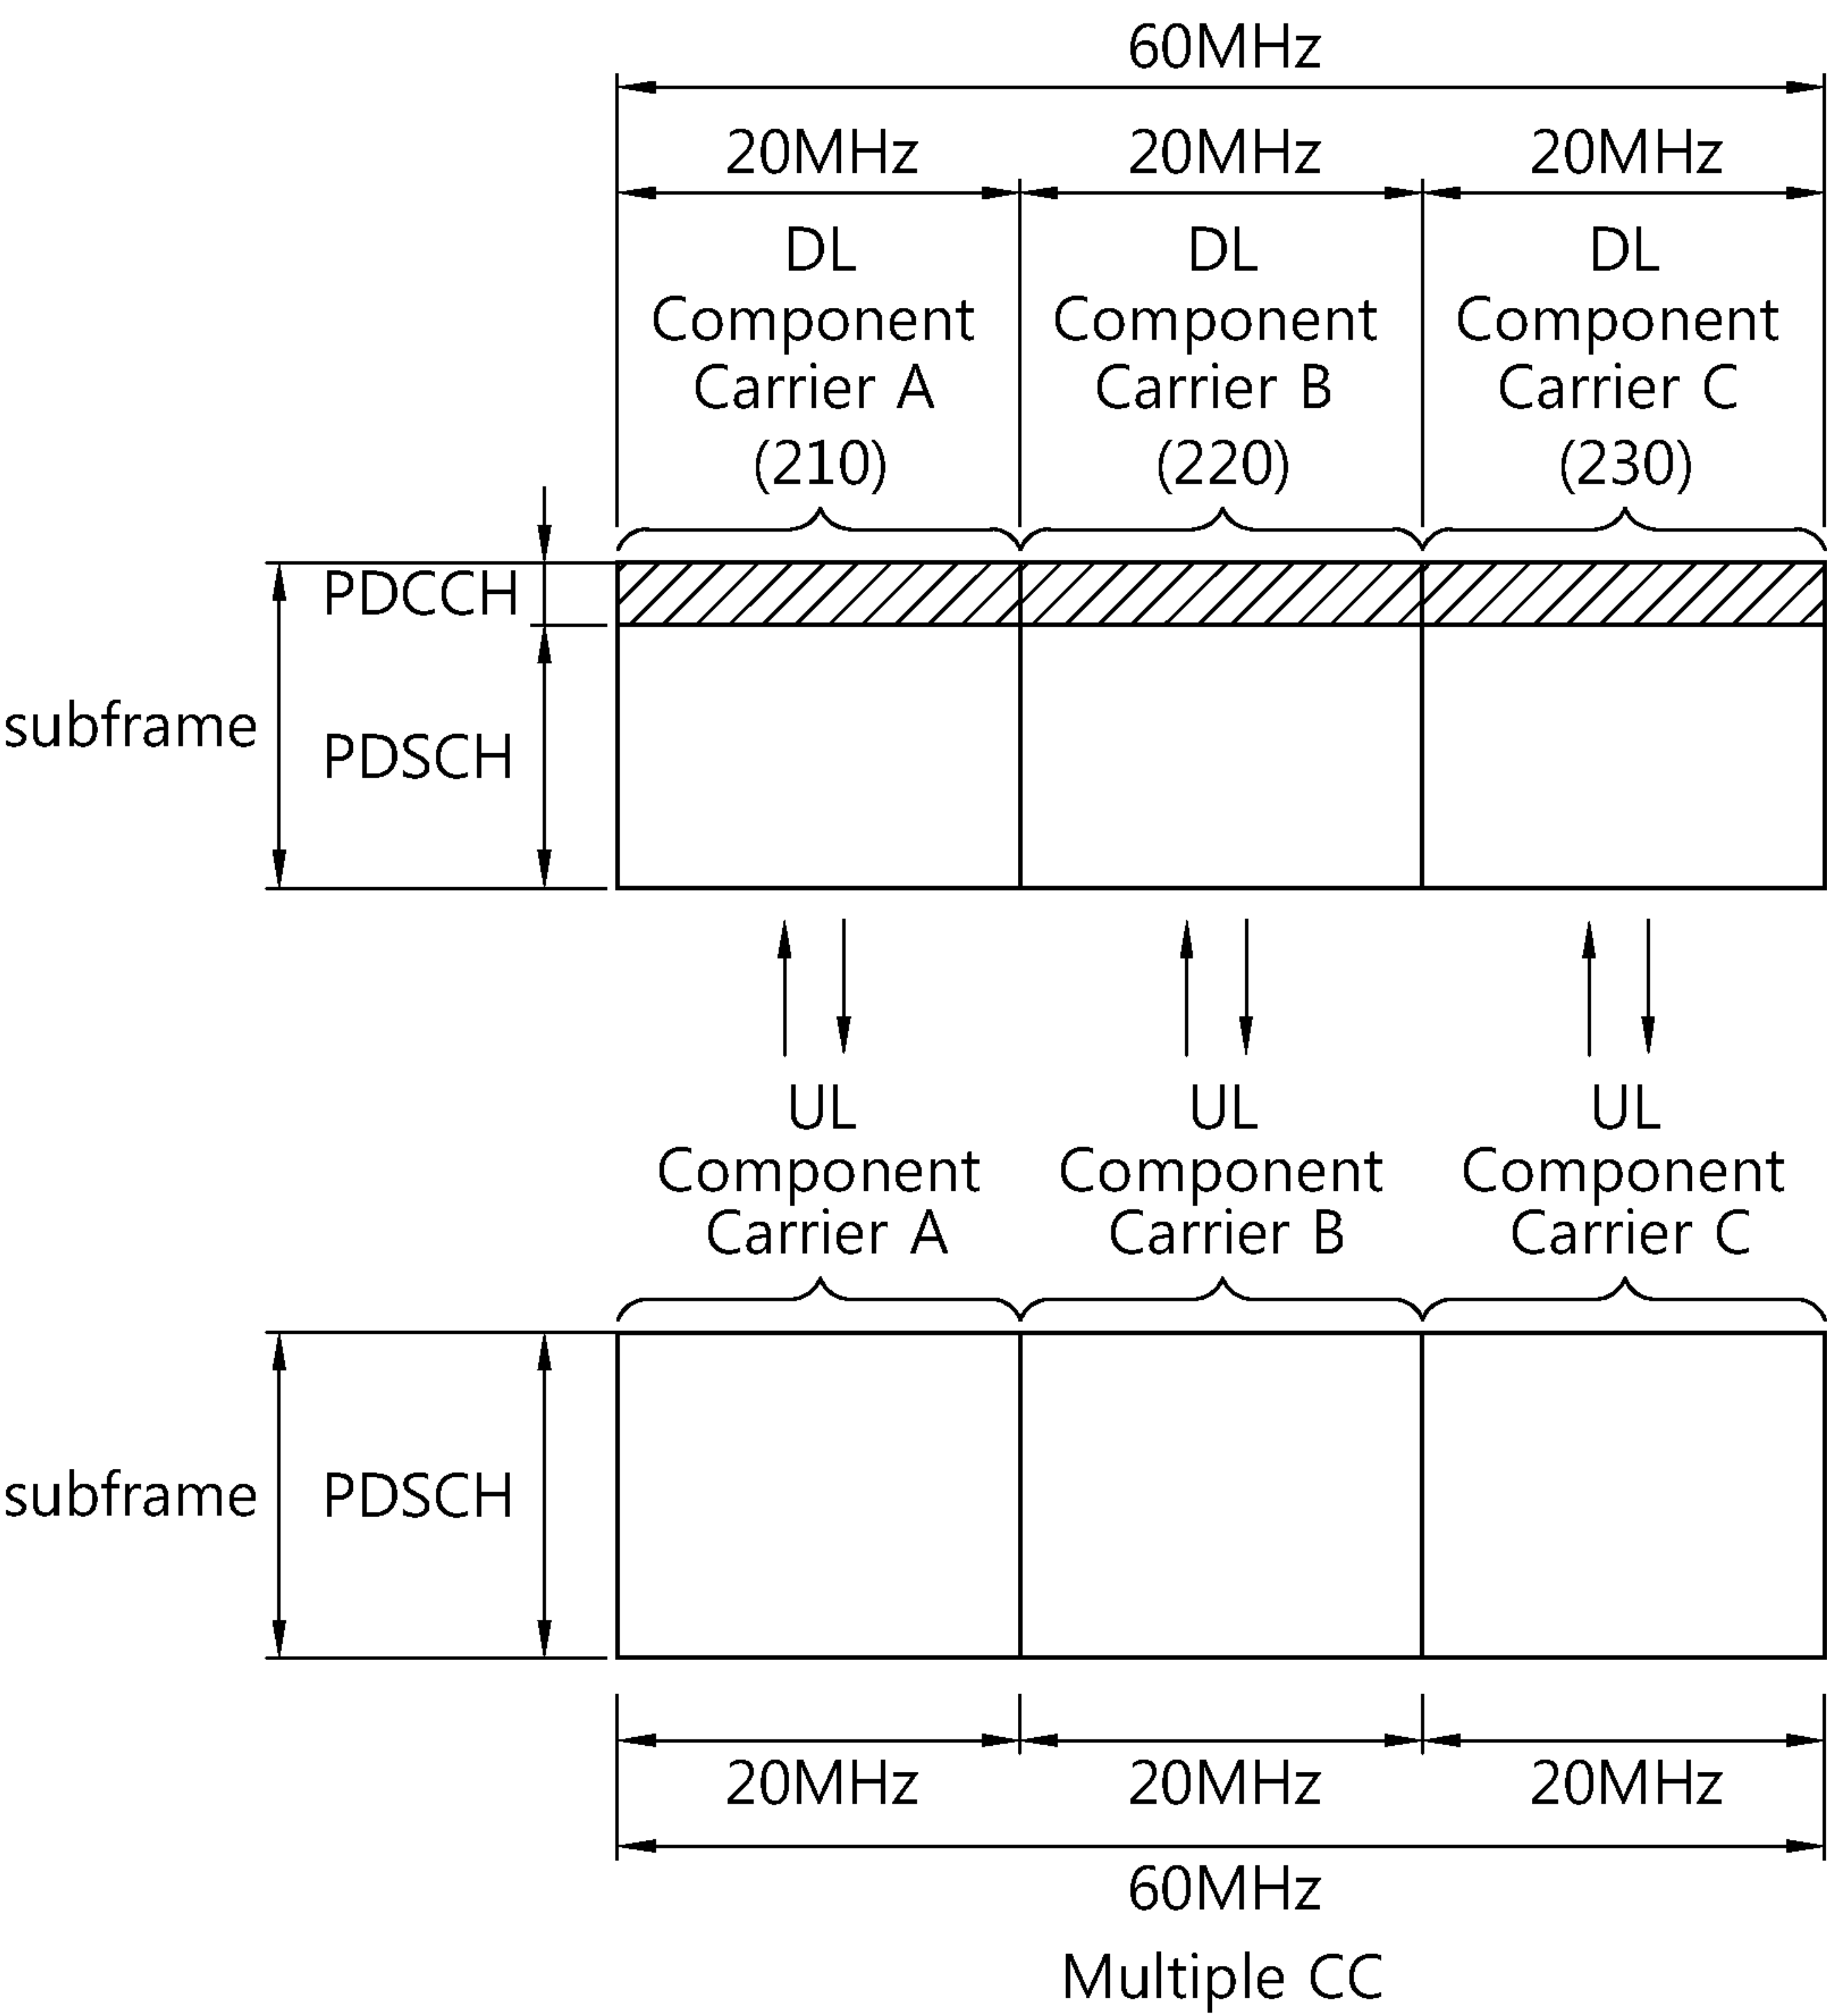 60MHz
20MHz 20MHz 20MHz
DL DL DL
Component Component Component
Carrier A Carrier B Carrier C
(210) (220) (230)
PDCCH
subframe PDSCH
UL UL UL
Component Component Component
Carrier A Carrier B Carrier C
subframe PDSCH
20MHz 20MHz 20MHz
60MHz
Multiple CC